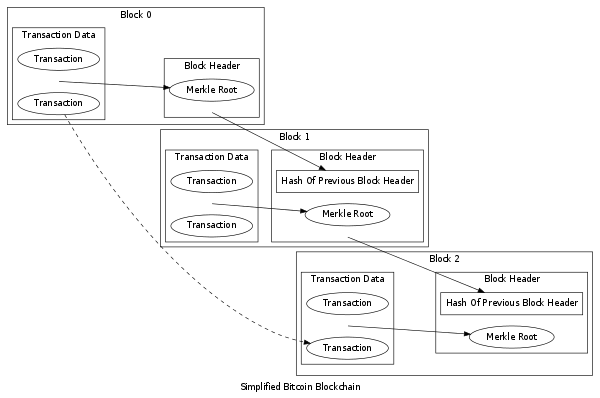 Block 0
Transaction Data
Transaction
Transaction
Block Header
Merkle Root
Block 1
Transaction Data
Transaction
Transaction
Block Header
Hash Of Previous Block Header
Merkle Root
Block 2
Transaction Data
Transaction
Transaction
Block Header
Hash Of Previous Block Header
Merkle Root
Simplified Bitcoin Blockchain